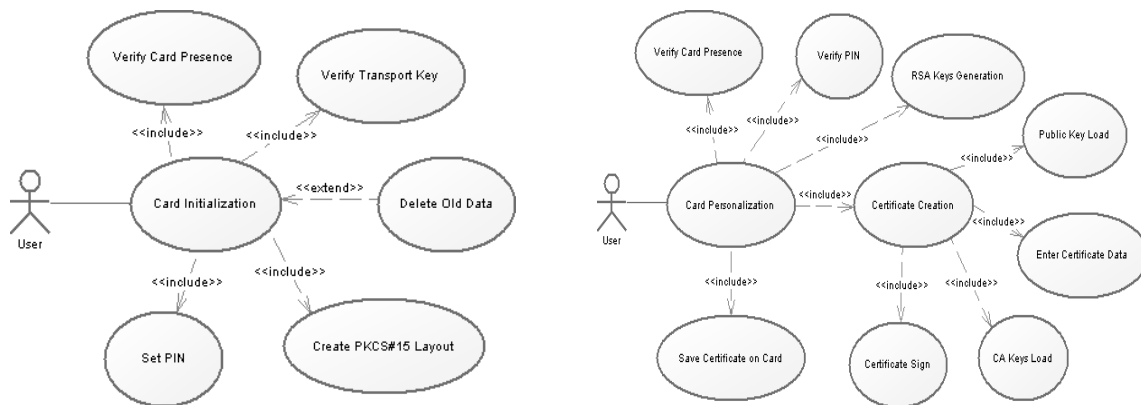 Verify Card Presence
Verify Transport Key
<<include>>
<<include>>
User
Card Initialization
<<extend>>
Delete Old Data
<<include>>
<<include>>
Set PIN
Create PKCS#15 Layout
Verify Card Presence
Verify PIN
RSA Keys Generation
Public Key Load
<<include>>
<<include>>
<<include>>
<<include>>
User
Card Personalization
<<include>>
Certificate Creation
<<include>>
Enter Certificate Data
<<include>>
<<include>>
<<include>>
Save Certificate on Card
Certificate Sign
CA Keys Load